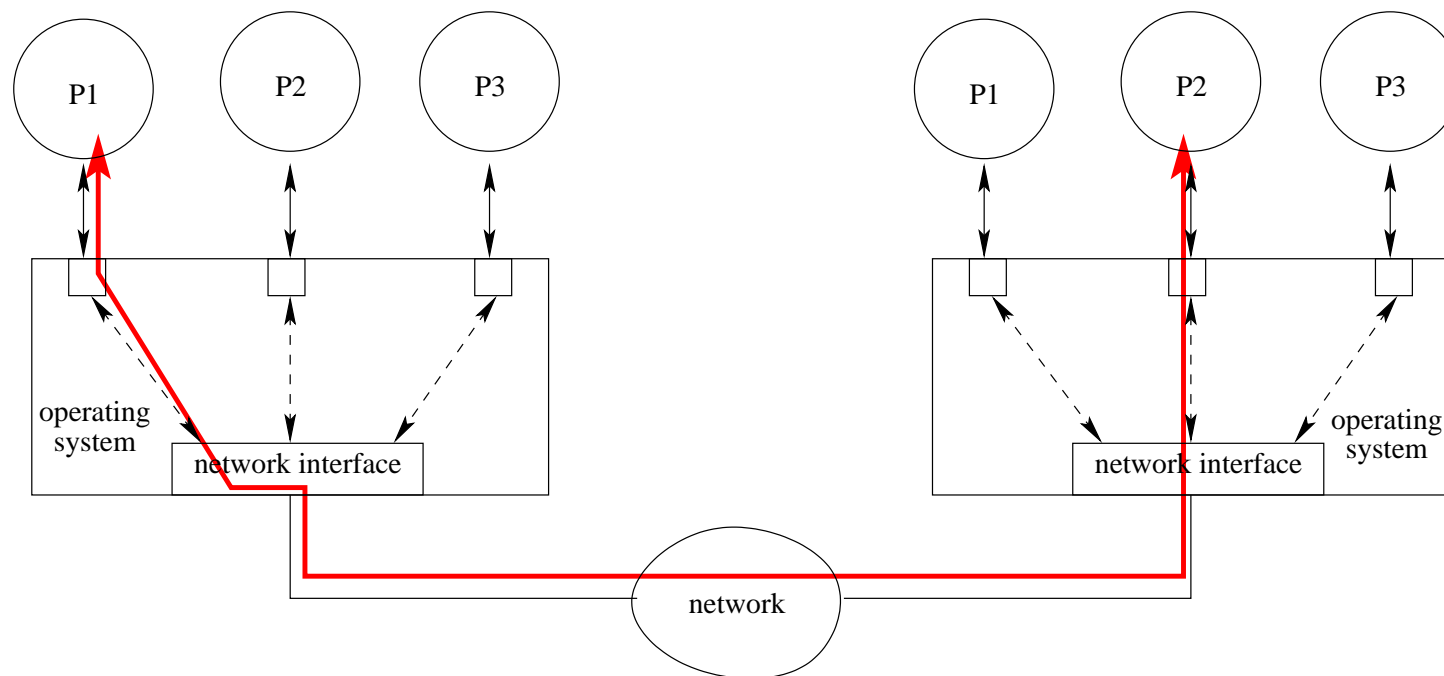 P1
P2
P3
P1
P2
P3
operating
system
network interface
network interface
operating
system
network